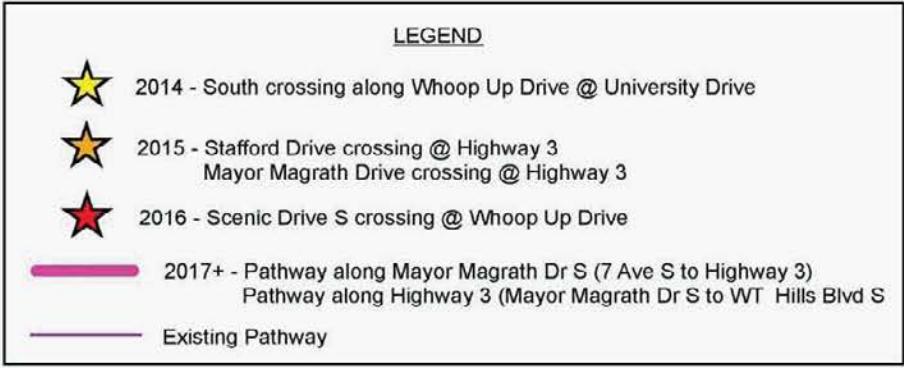 LEGEND
2014 - South crossing along Whoop Up Drive @ University Drive
2015 - Stafford Drive crossing @ Highway 3
Mayor Magrath Drive crossing @ Highway 3
2016 - Scenic Drive S crossing @ Whoop Up Drive
2017+ - Pathway along Mayor Magrath Dr S (7 Ave S to Highway 3)
Pathway along Highway 3 (Mayor Magrath Dr S to WT Hills Blvd S
Existing Pathway